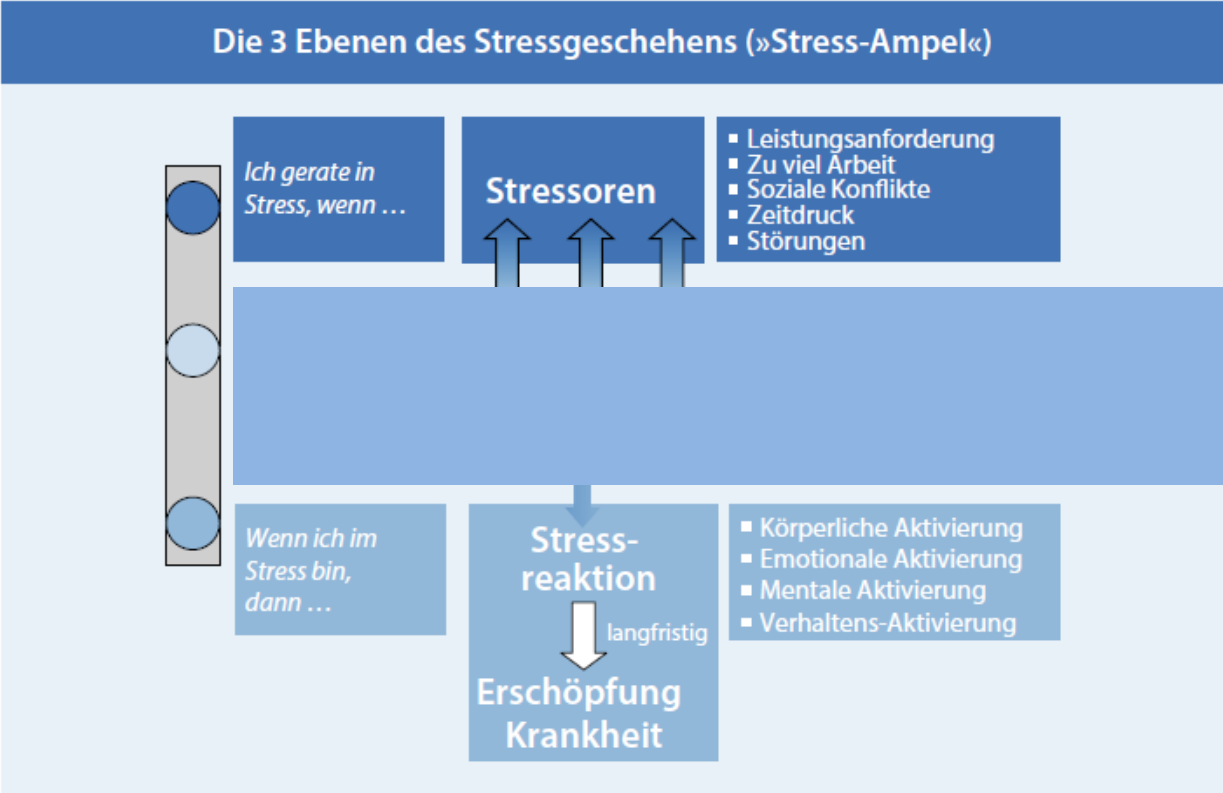 Die 3 Ebenen des Stressgeschehens (»Stress-Ampel«)
Ich gerate in
Stress, wenn …
Stressoren
▪ Leistungsanforderung
▪ Zu viel Arbeit
▪ Soziale Konflikte
▪ Zeitdruck
▪ Störungen
Wenn ich im
Stress bin,
dann …
Stress-
reaktion
langfristig
Erschöpfung
Krankheit
▪ Körperliche Aktivierung
▪ Emotionale Aktivierung
▪ Mentale Aktivierung
▪ Verhaltens-Aktivierung